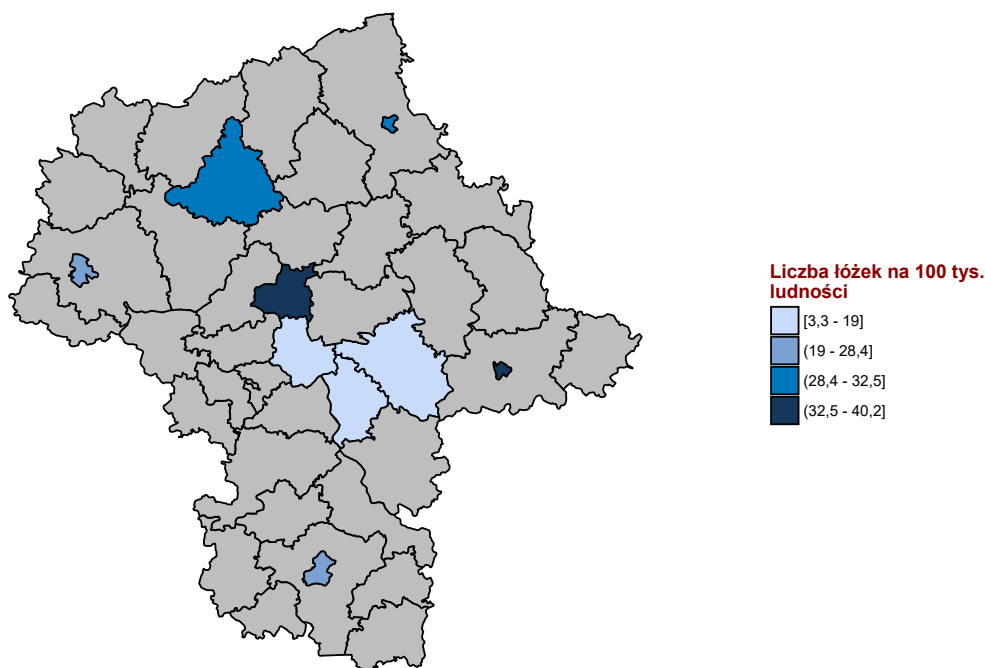 Liczba łóżek na 100 tys.
ludności
[3,3 - 19]
(19 - 28,4]
(28,4 - 32,5]
(32,5 - 40,2]